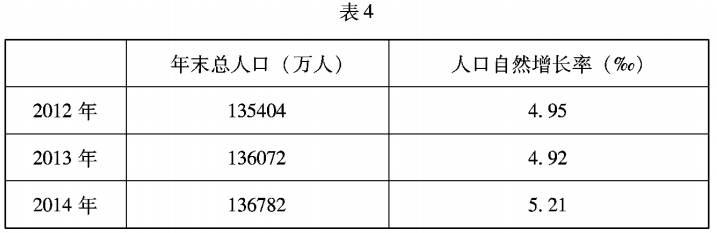 表4
年末总人口（万人） 人口自然增长率（‰）
2012年 135404 4.95
2013年 136072 4.92
2014年 136782 5.21